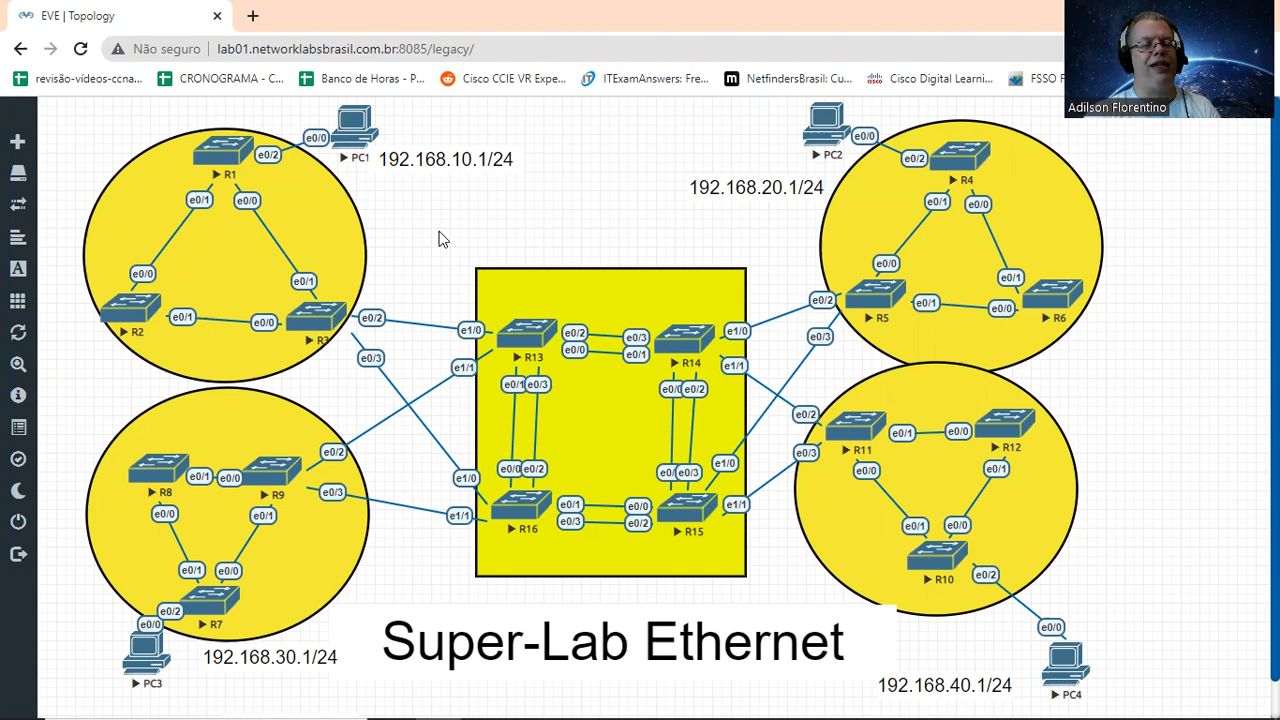 EVE | Topology
Não seguro
lab01.networklabsbrasil.com.br:8085/legacy/
revisão-vídeos-ccna...
CRONOGRAMA - C...
Banco de Horas - P...
Cisco CCIE VR Expe...
ITExamAnswers: Fre...
NetfindersBrasil: Cu...
Cisco Digital Learni...
FSSO F
Adilson Florentino
e0/0
PC1
192.168.10.1/24
e0/2
R1
e0/1
e0/0
e0/0
e0/1
R2
e0/1
e0/0
R3
e0/2
e0/3
PC2
e0/0
192.168.20.1/24
e0/2
R4
e0/1
e0/0
e0/0
e0/1
e0/2
R5
e0/1
e0/0
R6
e0/3
e1/0
e1/1
R13
e0/2
e0/0
e0/3
e0/1
R14
e1/0
e1/1
e0/1
e0/3
e0/2
e0/0
e0/2
e0/3
e1/0
e1/0
e1/1
R16
e0/1
e0/3
e0/0
e0/2
R15
e1/1
R8
e0/1
e0/0
R9
e0/2
e0/3
e0/0
e0/1
e0/1
e0/0
e0/2
R7
e0/0
PC3
192.168.30.1/24
e0/2
e0/3
R11
e0/1
e0/0
R12
e0/0
e0/1
e0/1
e0/0
R10
e0/2
e0/0
PC4
192.168.40.1/24
Super-Lab Ethernet